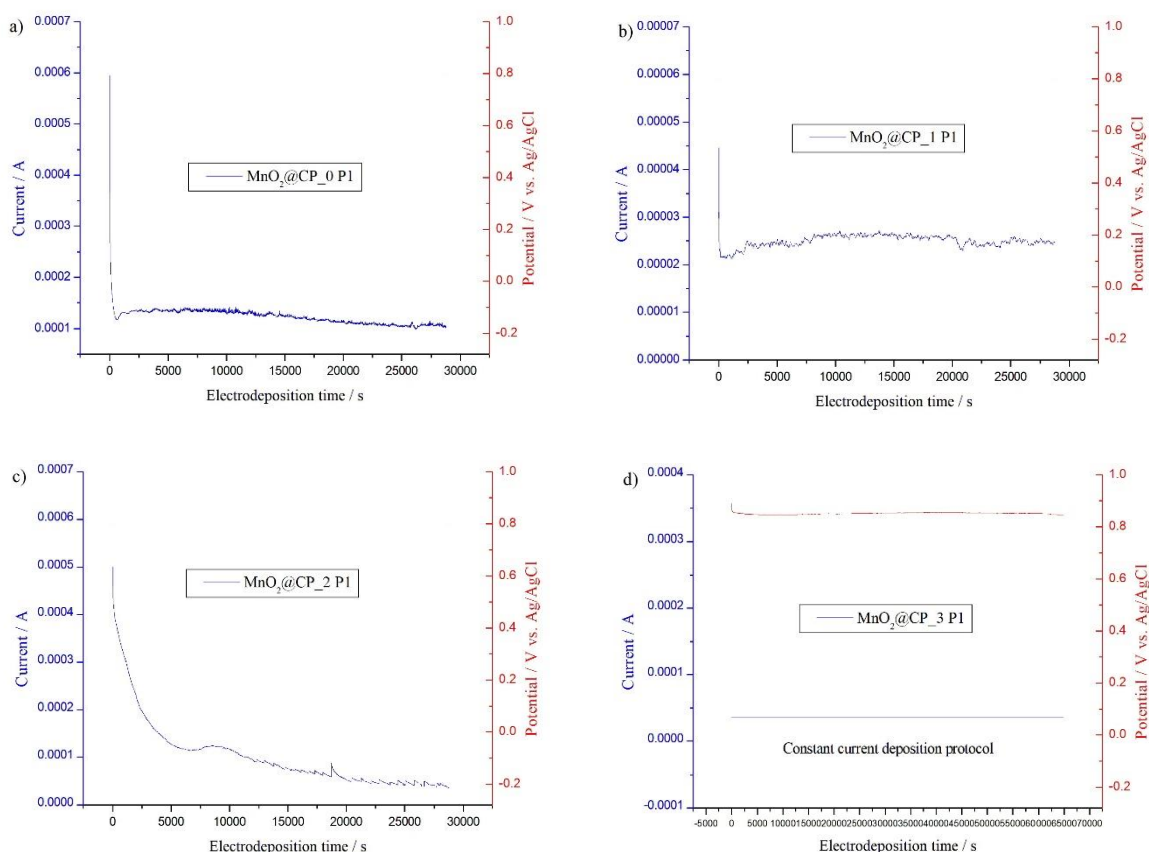 a)
0.0007
0.0006
0.0005
0.0004
0.0003
0.0002
0.0001
Current / A
MnO2@CP_0 P1
1.0
0.8
0.6
0.4
0.2
0.0
-0.2
Potential / V vs. Ag/AgCl
0 5000 10000 15000 20000 25000 30000
Electrodeposition time / s
b)
0.00007
0.00006
0.00005
0.00004
0.00003
0.00002
0.00001
0.00000
Current / A
MnO2@CP_1 P1
1.0
0.8
0.6
0.4
0.2
0.0
-0.2
Potential / V vs. Ag/AgCl
0 5000 10000 15000 20000 25000 30000
Electrodeposition time / s
c)
0.0007
0.0006
0.0005
0.0004
0.0003
0.0002
0.0001
0.0000
Current / A
MnO2@CP_2 P1
1.0
0.8
0.6
0.4
0.2
0.0
-0.2
Potential / V vs. Ag/AgCl
0 5000 10000 15000 20000 25000 30000
Electrodeposition time / s
d)
0.0004
0.0003
0.0002
0.0001
0.0000
-0.0001
Current / A
MnO2@CP_3 P1
Constant current deposition protocol
1.0
0.8
0.6
0.4
0.2
0.0
-0.2
Potential / V vs. Ag/AgCl
-5000 0 5000 10000 15000 20000 25000 30000 35000 40000 45000 50000 55000 60000 65000 70000
Electrodeposition time / s